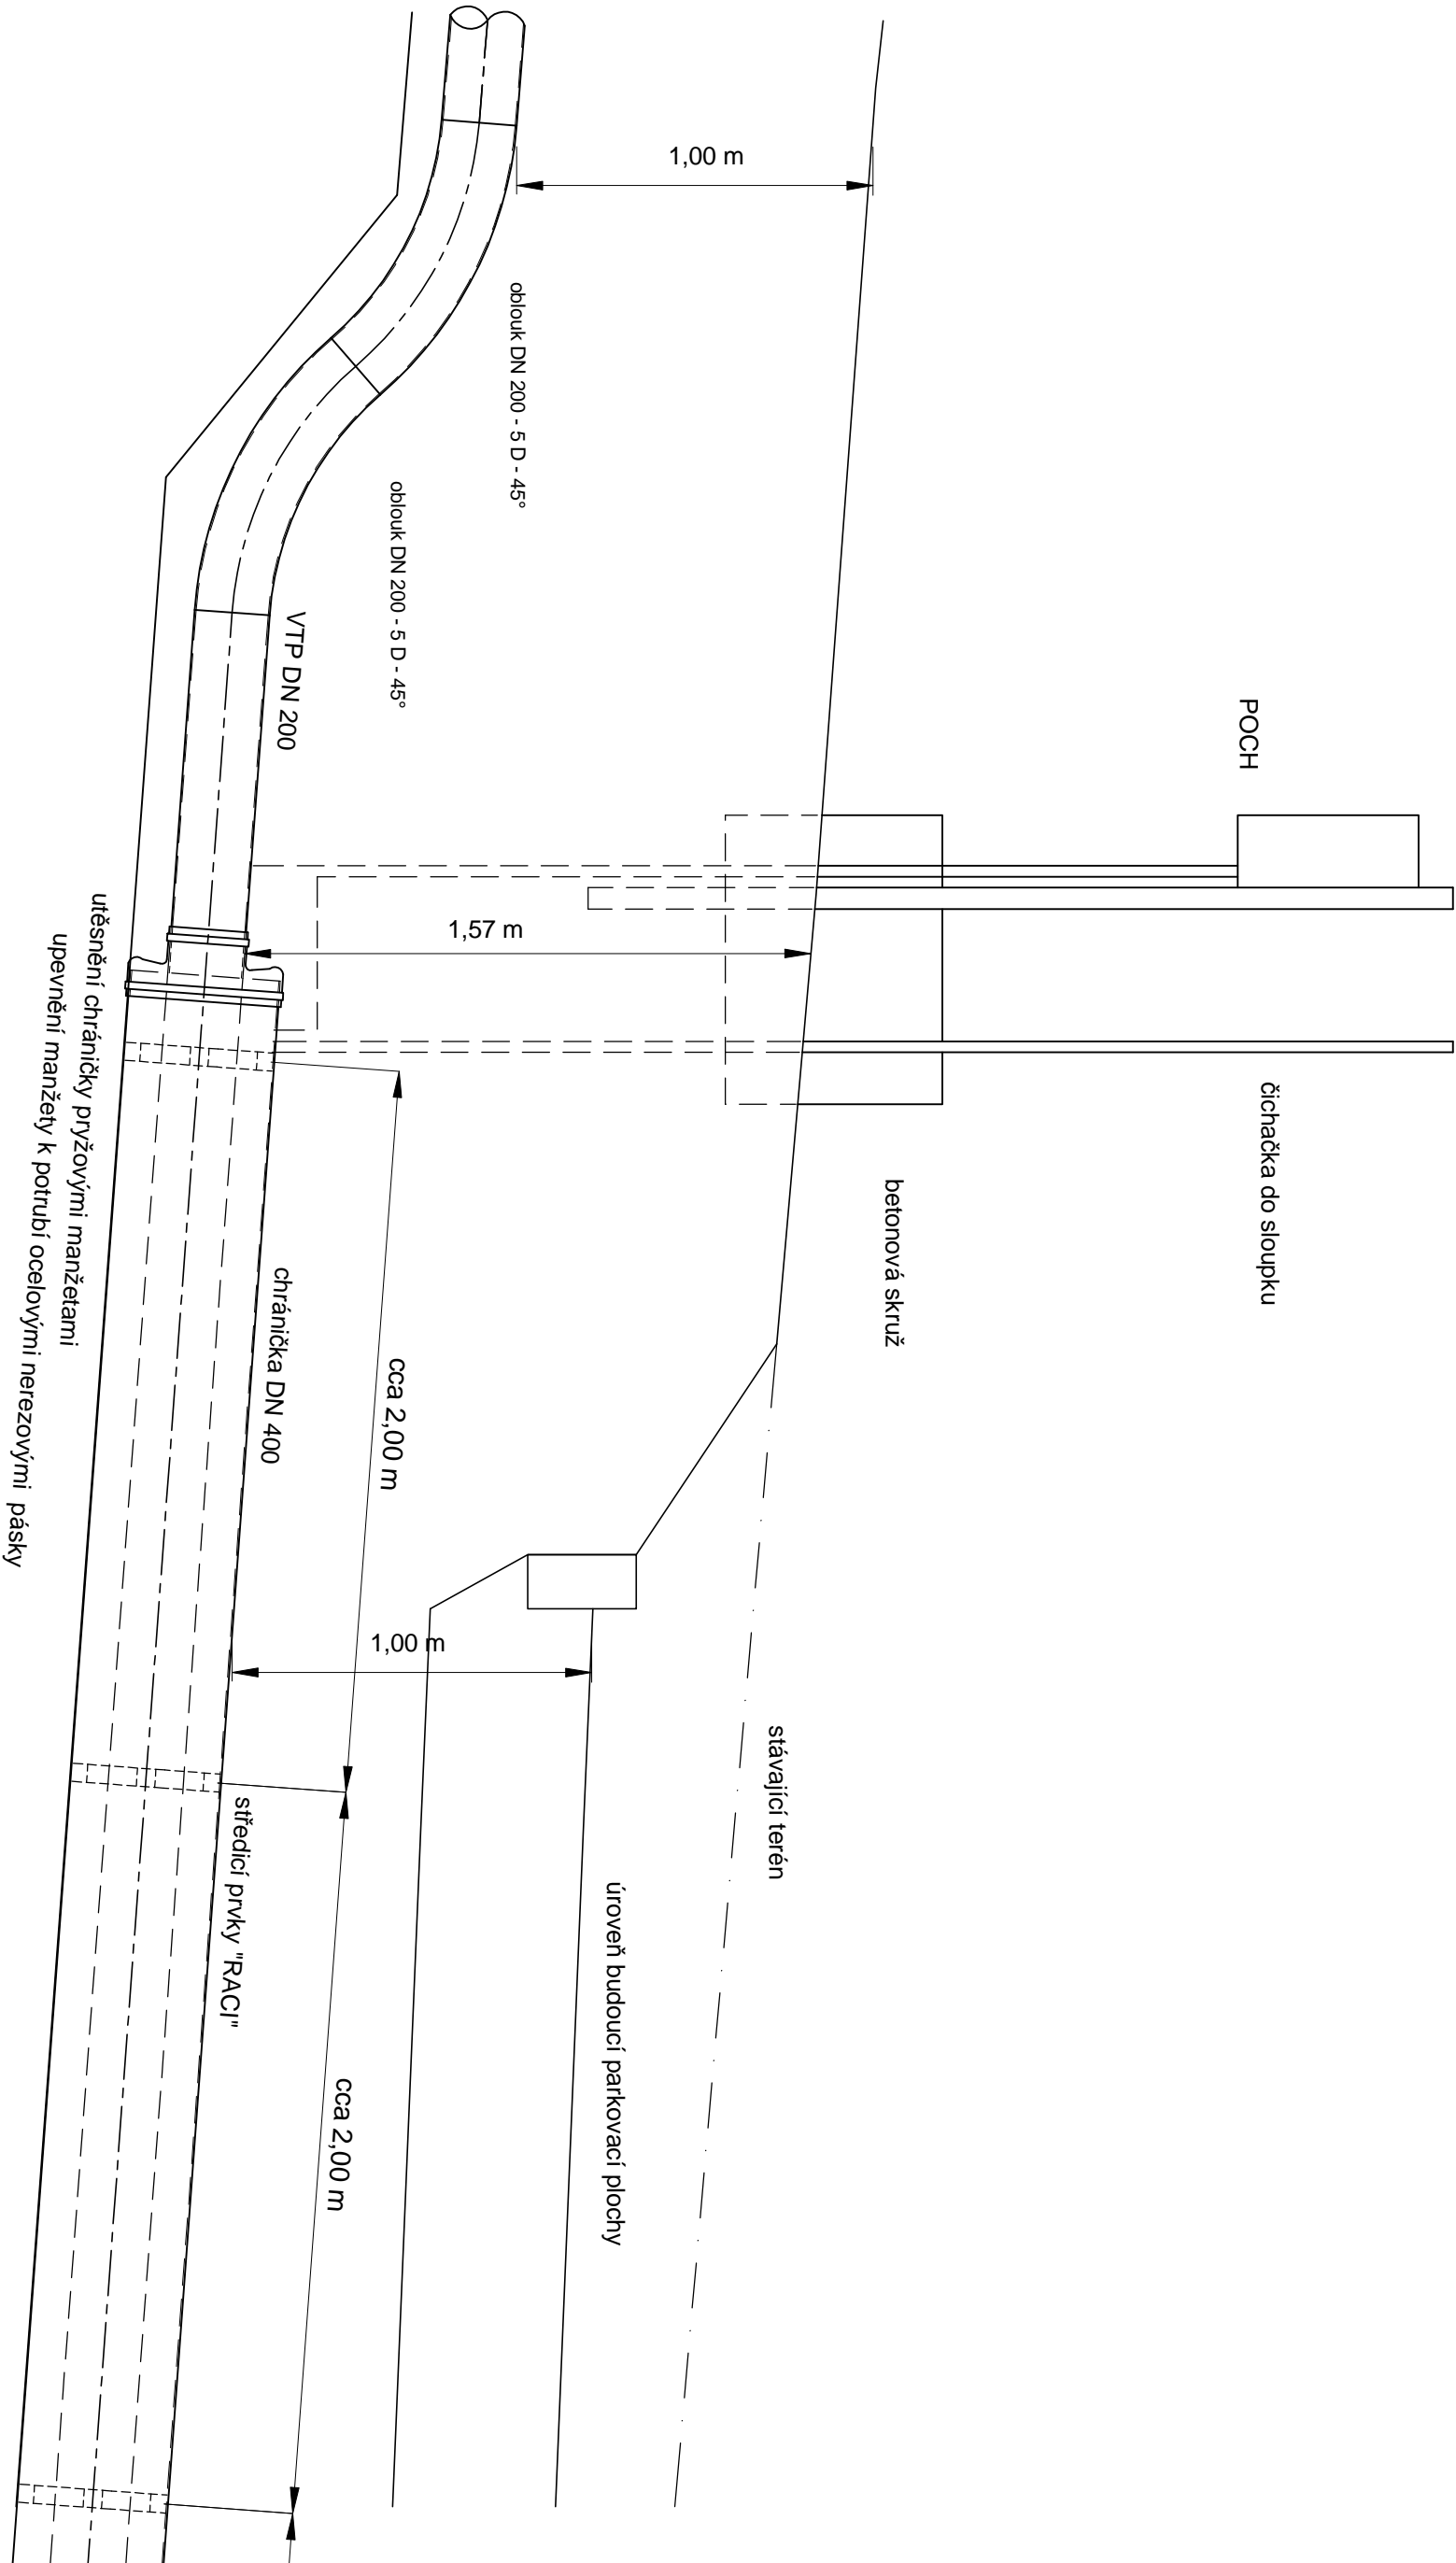 POCH
čichačka do sloupku
betonová skruž
1,00 m
oblouk DN 200 - 5 D - 45°
oblouk DN 200 - 5 D - 45°
VTP DN 200
1,57 m
stávající terén
úroveň budoucí parkovací plochy
1,00 m
cca 2,00 m
cca 2,00 m
chránička DN 400
středicí prvky "RACI"
utěsnění chráničky pryžovými manžetami
upevnění manžety k potrubí ocelovými nerezovými pásky